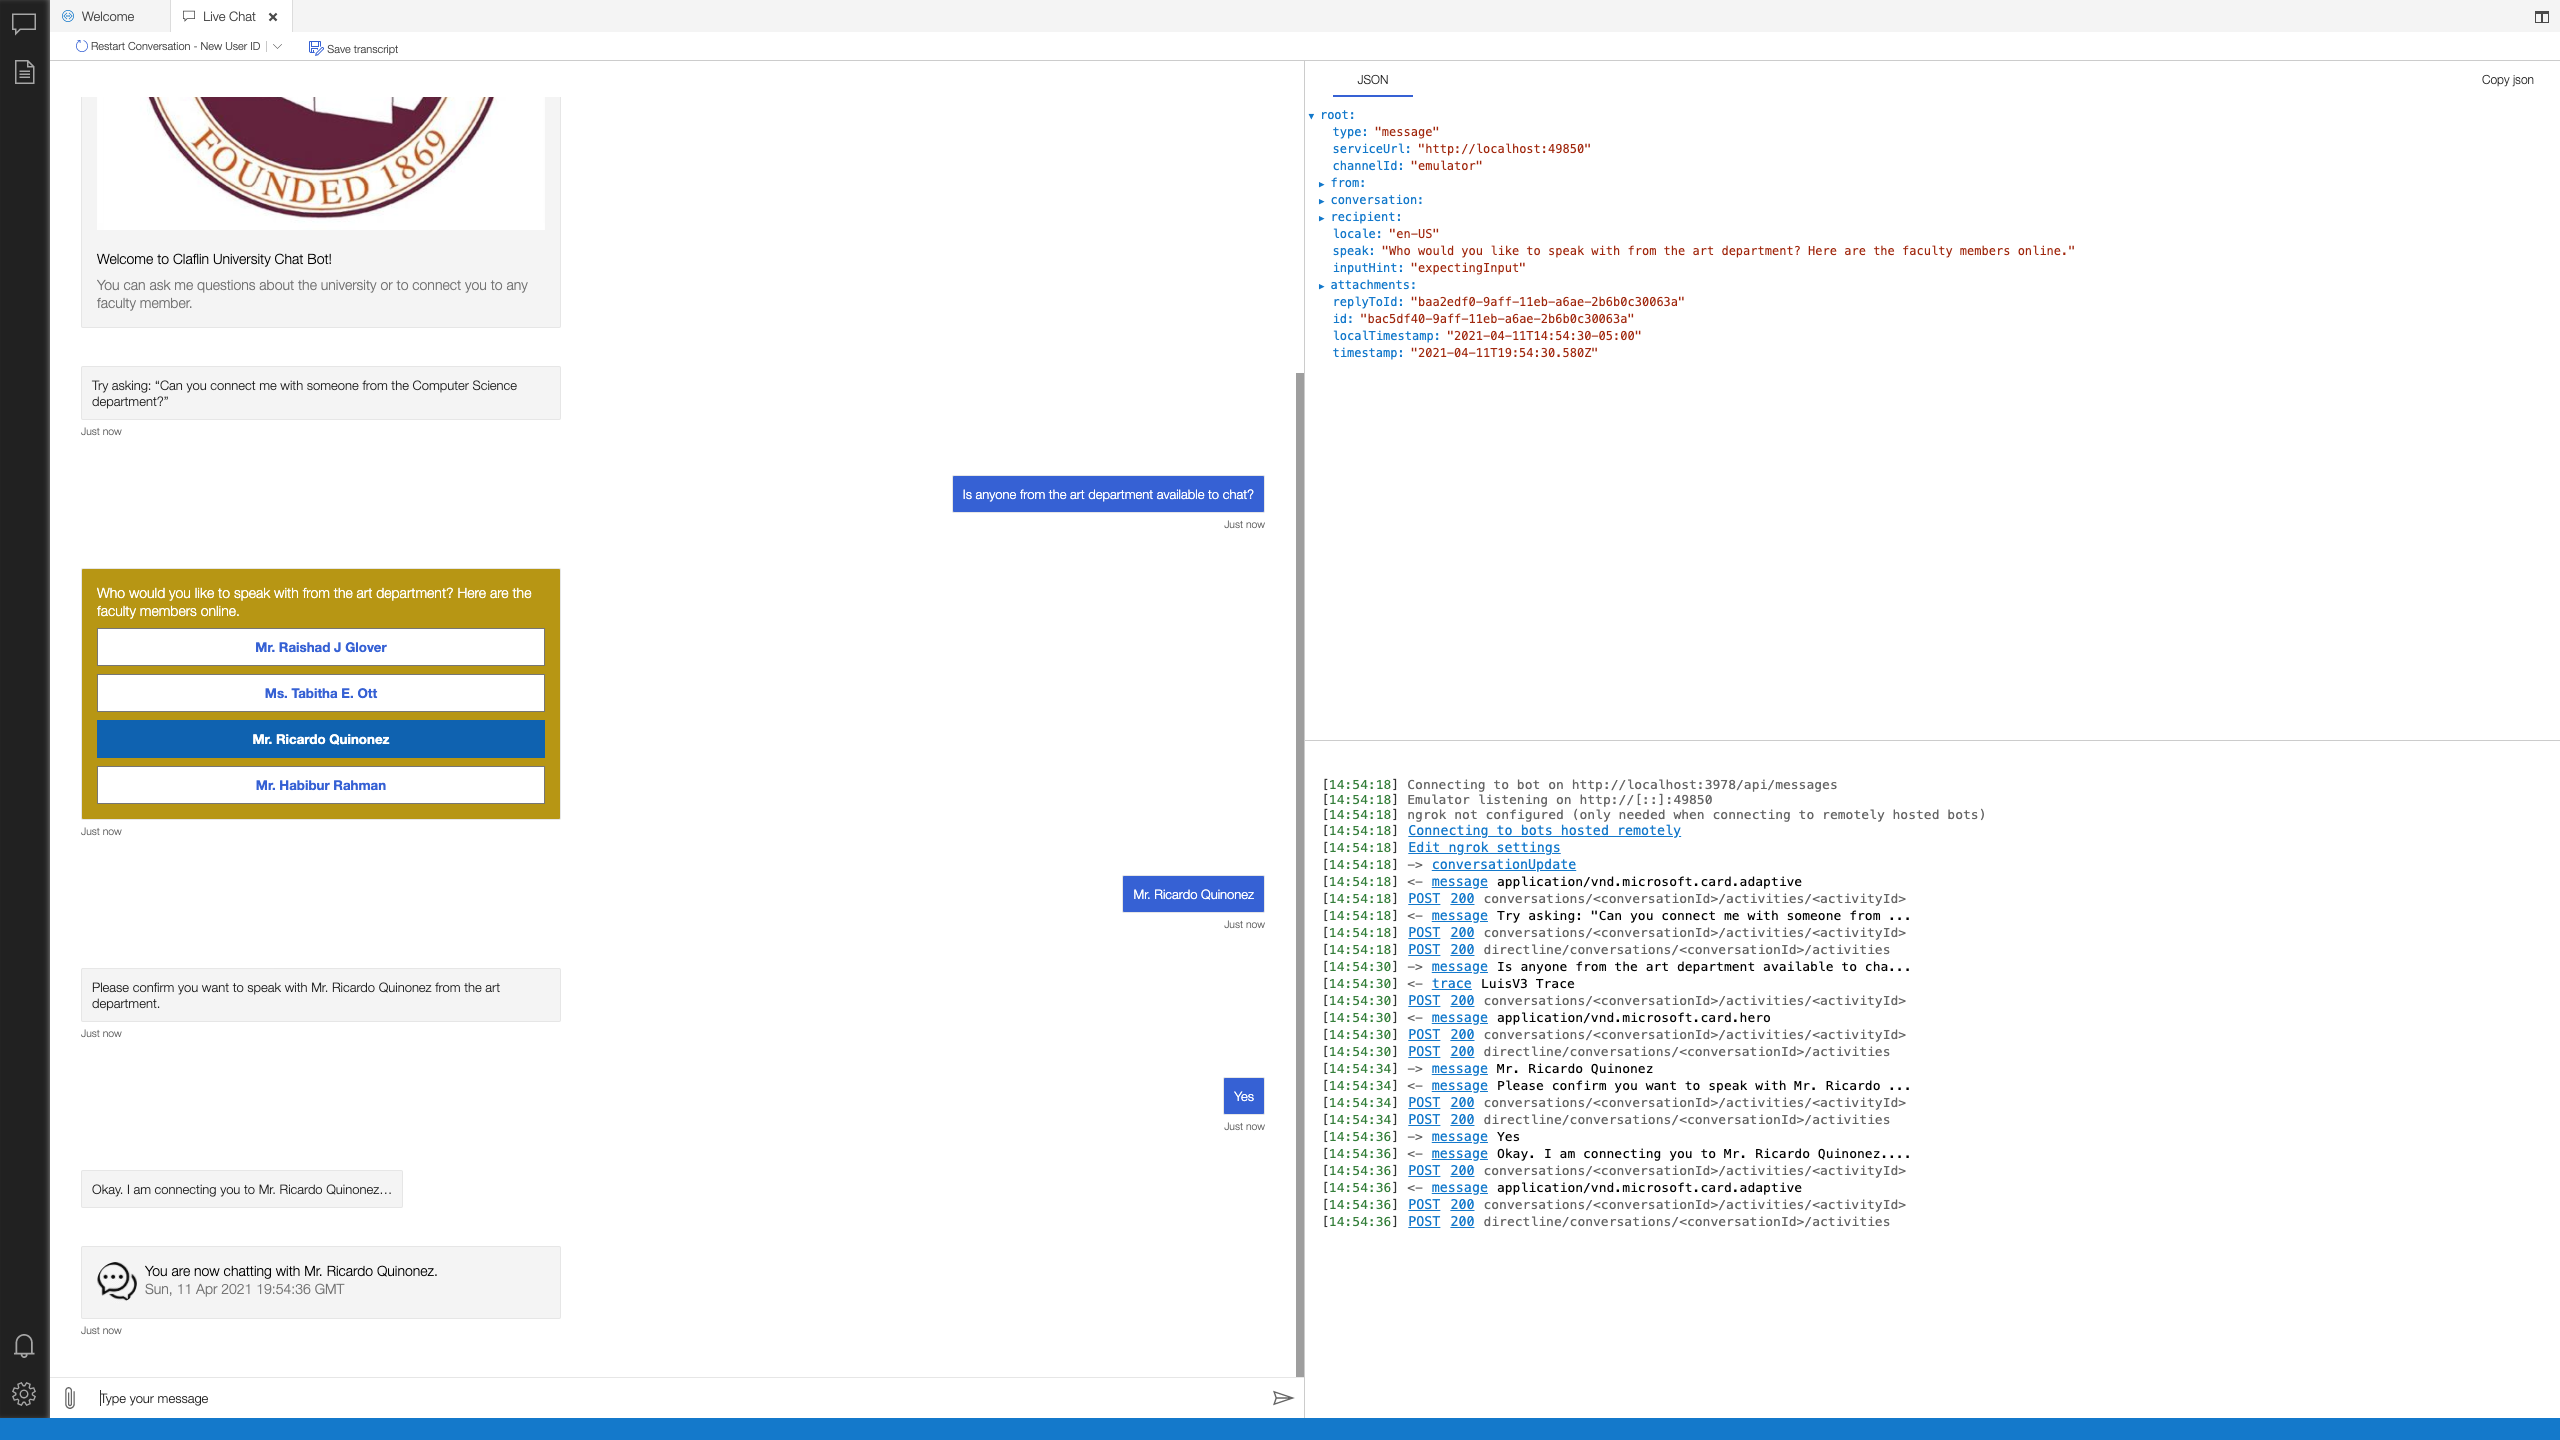 Welcome
Live Chat
Restart Conversation - New User ID
Save transcript
FOUNDED 1869
Welcome to Claflin University Chat Bot!
You can ask me questions about the university or to connect you to any
faculty member.
Try asking: “Can you connect me with someone from the Computer Science
department?”
Just now
Is anyone from the art department available to chat?
Just now
Who would you like to speak with from the art department? Here are the
faculty members online.
Mr. Raishad J Glover
Ms. Tabitha E. Ott
Mr. Ricardo Quinonez
Mr. Habibur Rahman
Just now
Mr. Ricardo Quinonez
Just now
Please confirm you want to speak with Mr. Ricardo Quinonez from the art
department.
Just now
Yes
Just now
Okay. I am connecting you to Mr. Ricardo Quinonez...
You are now chatting with Mr. Ricardo Quinonez.
Sun, 11 Apr 2021 19:54:36 GMT
Just now
Type your message
JSON
Copy json
root:
type: "message"
serviceUrl: "http://localhost:49850"
channelId: "emulator"
from:
conversation:
recipient:
locale: "en-US"
speak: "Who would you like to speak with from the art department? Here are the faculty members online."
inputHint: "expectingInput"
attachments:
replyToId: "baa2edf0-9aff-11eb-a6ae-2b6b0c30063a"
id: "bac5df40-9aff-11eb-a6ae-2b6b0c30063a"
localTimestamp: "2021-04-11T14:54:30-05:00"
timestamp: "2021-04-11T19:54:30.580Z"
[14:54:18] Connecting to bot on http://localhost:3978/api/messages
[14:54:18] Emulator listening on http://[::]:49850
[14:54:18] ngrok not configured (only needed when connecting to remotely hosted bots)
[14:54:18] Connecting to bots hosted remotely
[14:54:18] Edit ngrok settings
[14:54:18] -> conversationUpdate
[14:54:18] <- message application/vnd.microsoft.card.adaptive
[14:54:18] POST 200 conversations/<conversationId>/activities/<activityId>
[14:54:18] <- message Try asking: "Can you connect me with someone from ...
[14:54:18] POST 200 conversations/<conversationId>/activities/<activityId>
[14:54:18] POST 200 directline/conversations/<conversationId>/activities
[14:54:30] -> message Is anyone from the art department available to cha...
[14:54:30] <- trace LuisV3 Trace
[14:54:30] POST 200 conversations/<conversationId>/activities/<activityId>
[14:54:30] <- message application/vnd.microsoft.card.hero
[14:54:30] POST 200 conversations/<conversationId>/activities/<activityId>
[14:54:30] POST 200 directline/conversations/<conversationId>/activities
[14:54:34] -> message Mr. Ricardo Quinonez
[14:54:34] <- message Please confirm you want to speak with Mr. Ricardo ...
[14:54:34] POST 200 conversations/<conversationId>/activities/<activityId>
[14:54:34] POST 200 directline/conversations/<conversationId>/activities
[14:54:36] -> message Yes
[14:54:36] <- message Okay. I am connecting you to Mr. Ricardo Quinonez....
[14:54:36] POST 200 conversations/<conversationId>/activities/<activityId>
[14:54:36] <- message application/vnd.microsoft.card.adaptive
[14:54:36] POST 200 conversations/<conversationId>/activities/<activityId>
[14:54:36] POST 200 directline/conversations/<conversationId>/activities